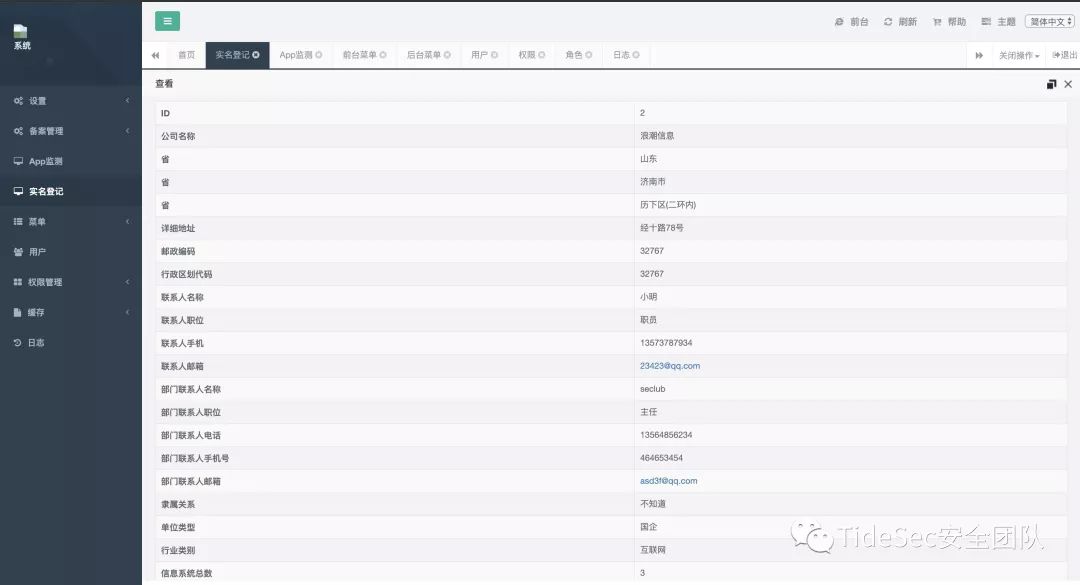 系统
前台 刷新 帮助 主题 简体中文
首页 实名登记 App监测 前台菜单 后台菜单 用户 权限 角色 日志 关闭操作 退出
设置
备案管理
App监测
实名登记
菜单
用户
权限管理
缓存
日志
查看
ID 2
公司名称 浪潮信息
省 山东
省 济南市
省 历下区(二环内)
详细地址 经十路78号
邮政编码 32767
行政区划代码 32767
联系人名称 小明
联系人职位 职员
联系人手机 13573787934
联系人邮箱 23423@qq.com
部门联系人名称 seclub
部门联系人职位 主任
部门联系人电话 13564856234
部门联系人手机号 464653454
部门联系人邮箱 asd3f@qq.com
隶属关系 不知道
单位类型 国企
行业类别 互联网
信息系统总数 3
TideSec安全团队